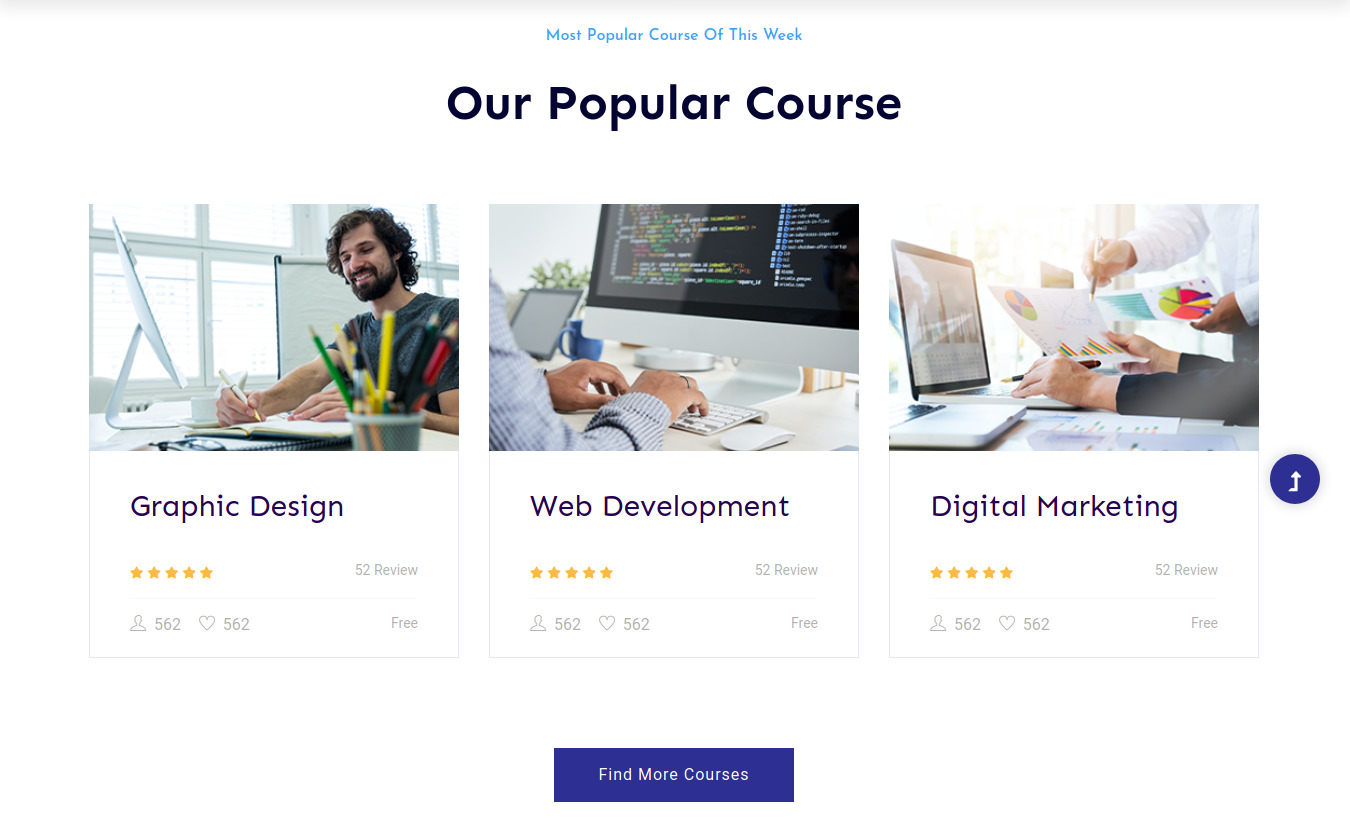 Most Popular Course Of This Week
Our Popular Course
Graphic Design
52 Review
562 562 Free
Web Development
52 Review
562 562 Free
Digital Marketing
52 Review
562 562 Free
Find More Courses